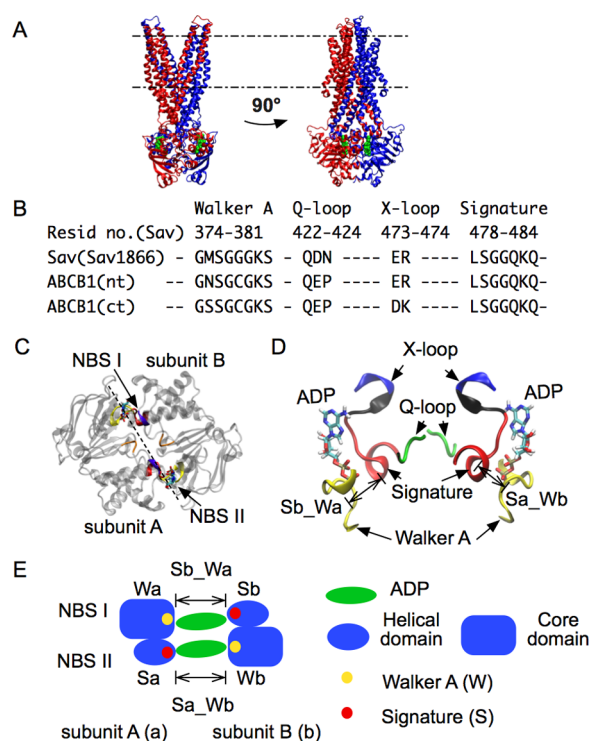 A
90°
B
Walker A Q-loop X-loop Signature
Resid no.(Sav) 374-381 422-424 473-474 478-484
Sav(Sav1866) -- GMSGGGKS - QDN ---- ER ---- LSGGQKQ-
ABCB1(nt) -- GNSGCGKS - QEP ---- ER ---- LSGGQKQ-
ABCB1(ct) -- GSSGCGKS - QEP ---- DK ---- LSGGQKQ-
C
NBS I subunit B
subunit A NBS II
D
X-loop
ADP Q-loop ADP
Sb_Wa Signature Sa_Wb
Walker A
E
Sb_Wa
Wa Sb
NBS I
NBS II
Sa Wb
Sa_Wb
subunit A (a) subunit B (b)
ADP
Helical domain
Core domain
Walker A (W)
Signature (S)